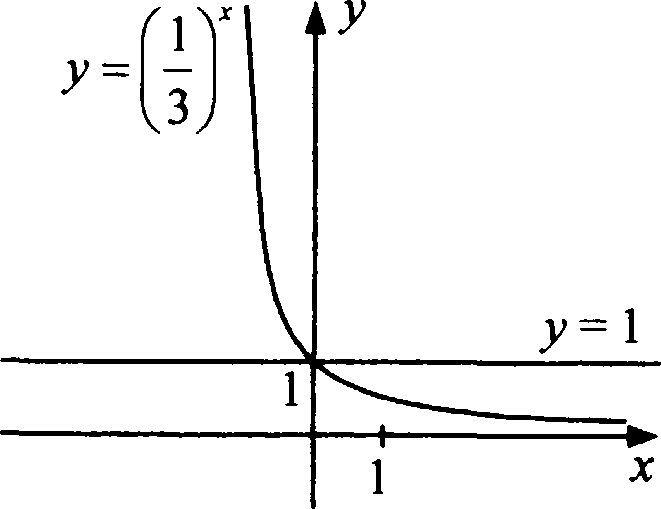 y = (1/3)^x
y
y = 1
1
1
x